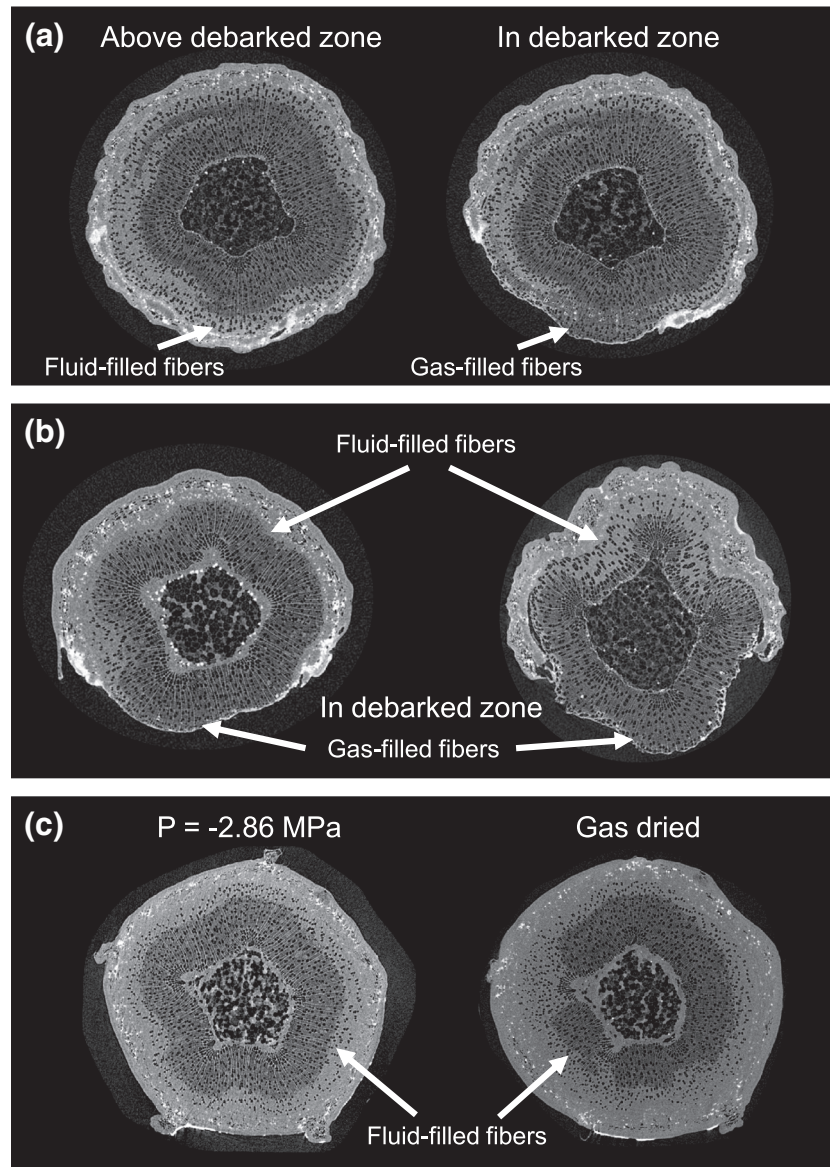 (a)
Above debarked zone
In debarked zone
Fluid-filled fibers
Gas-filled fibers
(b)
Fluid-filled fibers
In debarked zone
Gas-filled fibers
(c)
P = -2.86 MPa
Gas dried
Fluid-filled fibers